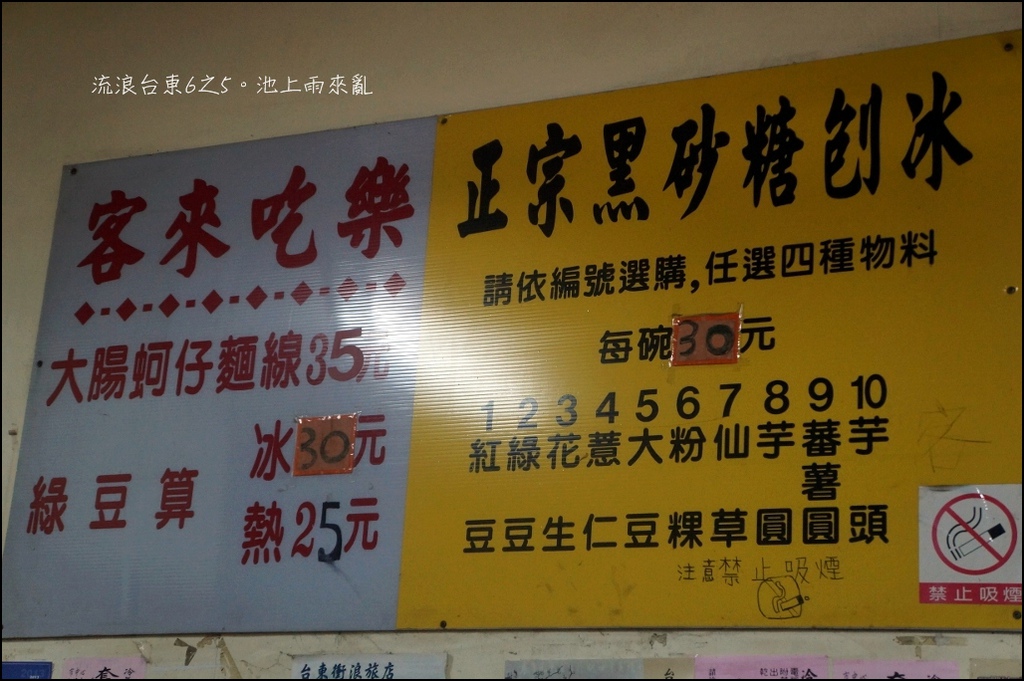 流浪台東6之5。池上雨來亂
客來吃樂
大腸蚵仔麵線35元
綠豆算
冰30元
熱25元
正宗黑砂糖刨冰
請依編號選購,任選四種物料
每碗30元
1 2 3 4 5 6 7 8 9 10
紅豆
綠豆
花生
薏仁
大豆
粉粿
仙草
芋圓
蕃薯圓
芋頭
注意禁止吸煙
客
禁止吸煙
台東街浪旅店